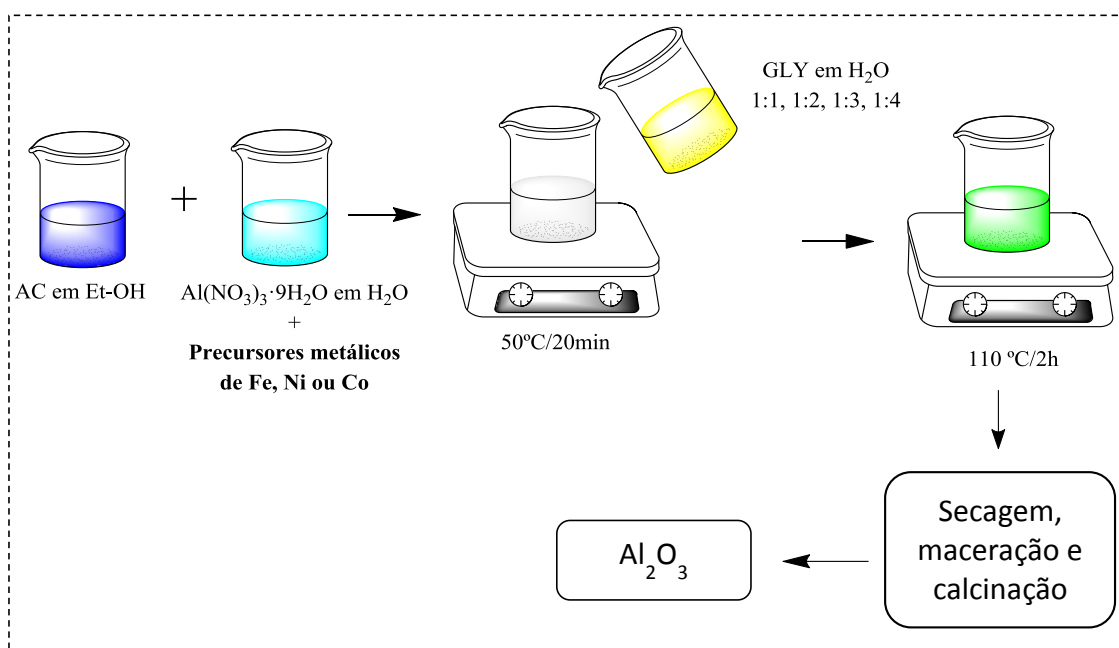 GLY em H₂O
1:1, 1:2, 1:3, 1:4
+
AC em Et-OH
Al(NO₃)₃·9H₂O em H₂O
+
Precursores metálicos
de Fe, Ni ou Co
50ºC/20min
110 ºC/2h
Secagem,
maceração e
calcinação
Al₂O₃